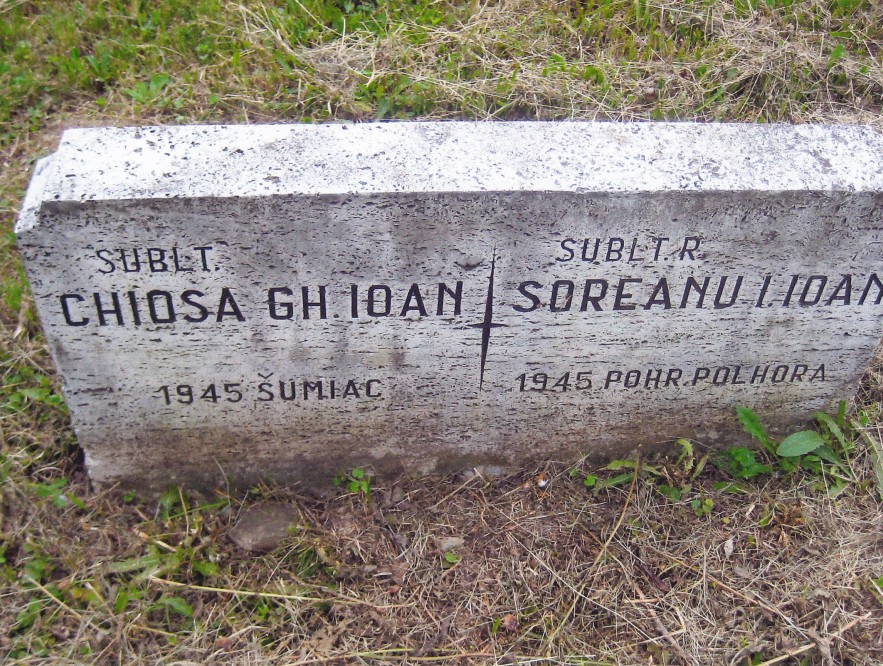 SUBLT.
CHIOSA GH. IOAN
1945 ŠUMIAC
SUBLT. R.
SOREANU I. IOAN
1945 POHR. POLHORA